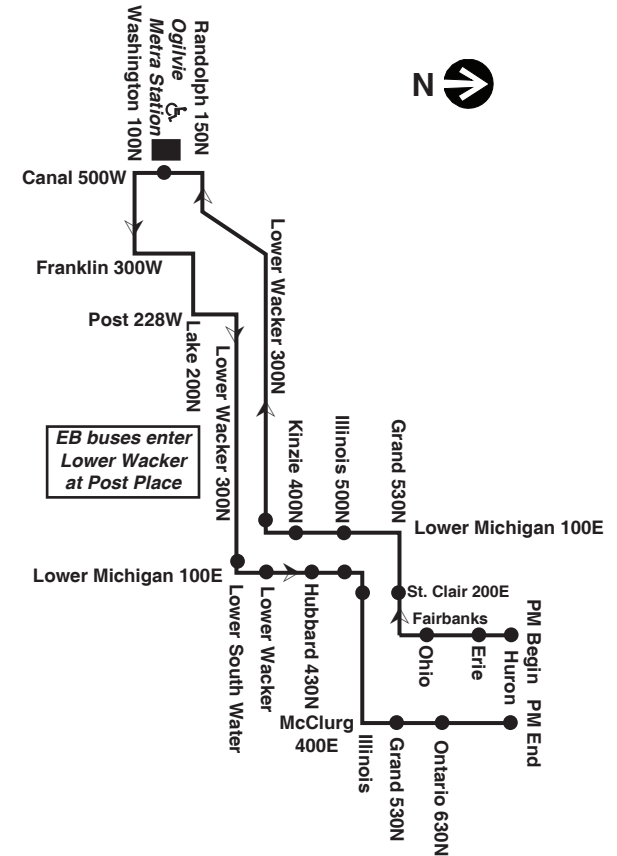 Randolph 150N
Ogilvie
Metra Station
Washington 100N
N
Canal 500W
Franklin 300W
Post 228W
Lake 200N
Lower Wacker 300N
Lower Wacker 300N
EB buses enter
Lower Wacker
at Post Place
Kinzie 400N
Illinois 500N
Grand 530N
Lower Michigan 100E
Lower Michigan 100E
St. Clair 200E
Fairbanks
Lower South Water
Lower Wacker
Hubbard 430N
Ohio
Erie
Huron
PM Begin
PM End
McClurg
400E
Illinois
Grand 530N
Ontario 630N